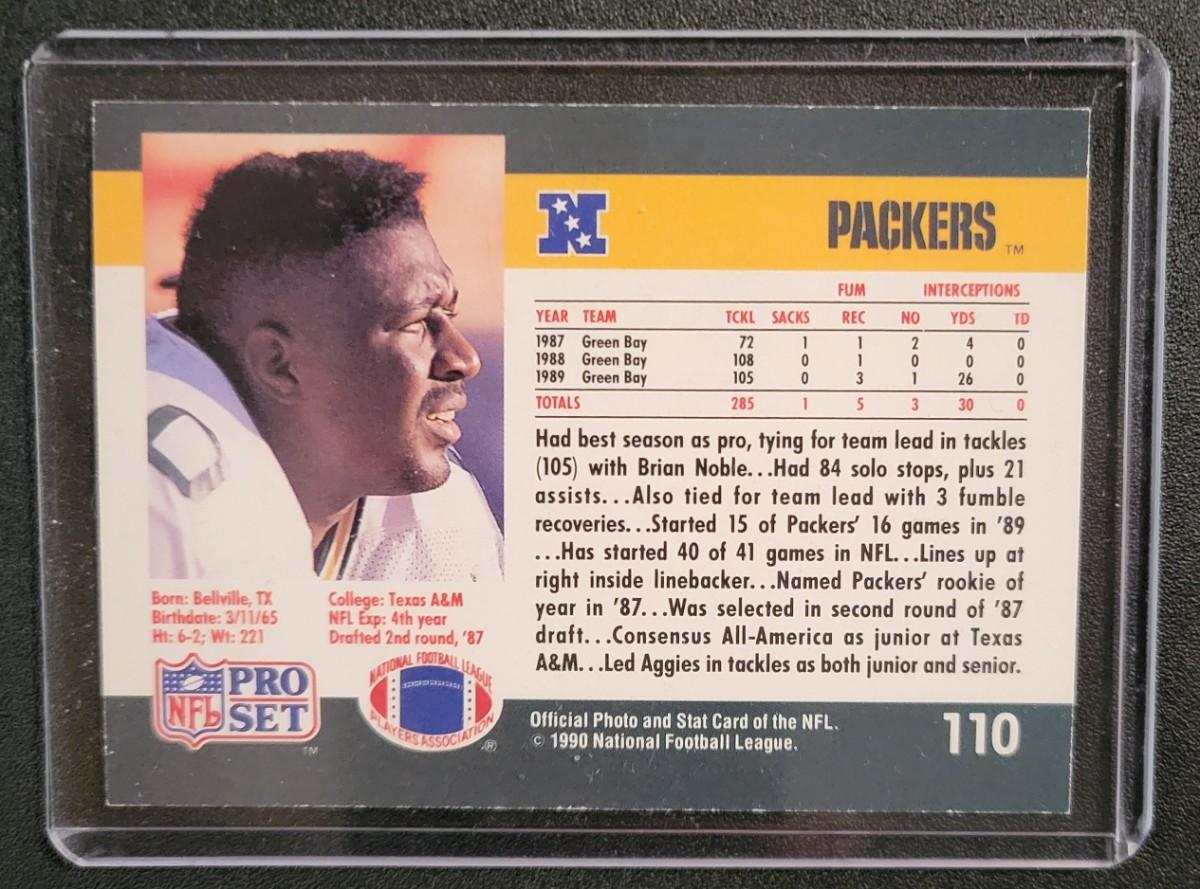 PACKERS ™
FUM INTERCEPTIONS
YEAR TEAM TCKL SACKS REC NO YDS TD
1987 Green Bay 72 1 1 2 4 0
1988 Green Bay 108 0 1 0 0 0
1989 Green Bay 105 0 3 1 26 0
TOTALS 285 1 5 3 30 0
Had best season as pro, tying for team lead in tackles
(105) with Brian Noble...Had 84 solo stops, plus 21
assists...Also tied for team lead with 3 fumble
recoveries...Started 15 of Packers' 16 games in '89
...Has started 40 of 41 games in NFL...Lines up at
right inside linebacker...Named Packers' rookie of
year in '87...Was selected in second round of '87
draft...Consensus All-America as junior at Texas
A&M...Led Aggies in tackles as both junior and senior.
Born: Bellville, TX
Birthdate: 3/11/65
Ht: 6-2; Wt: 221
College: Texas A&M
NFL Exp: 4th year
Drafted 2nd round, '87
NFL PRO SET ™
NATIONAL FOOTBALL LEAGUE
PLAYERS ASSOCIATION ®
Official Photo and Stat Card of the NFL.
© 1990 National Football League.
110
N